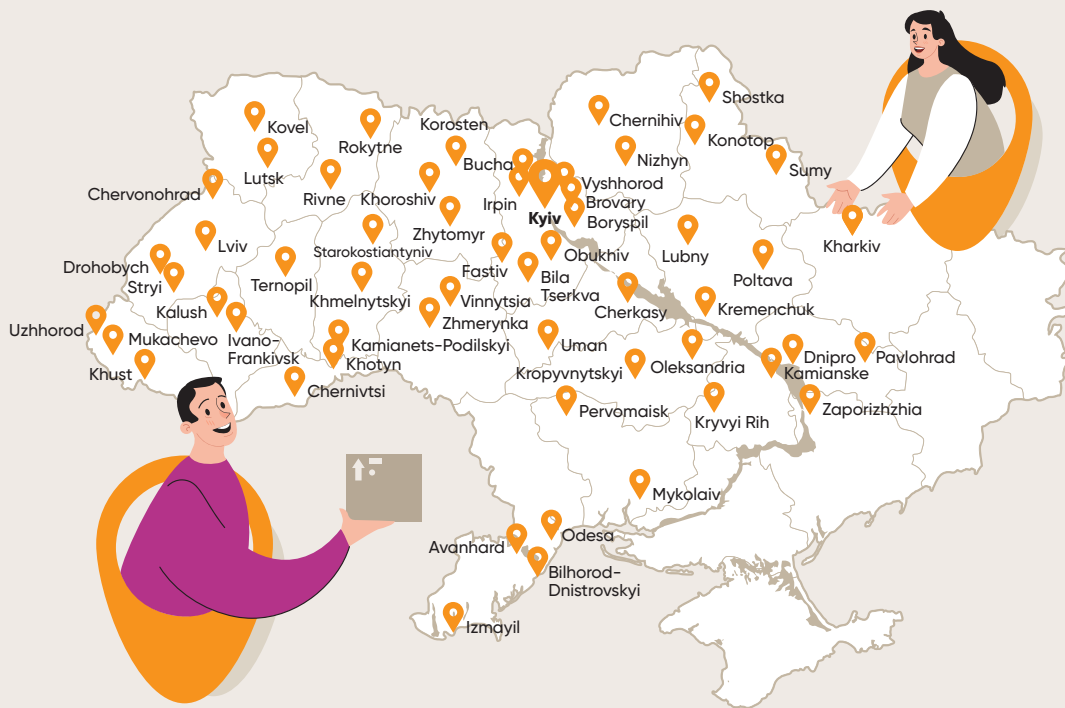 Shostka
Chernihiv
Korosten
Kovel
Konotop
Rokytne
Bucha
Nizhyn
Sumy
Lutsk
Vyshhorod
Chervonohrad
Rivne
Khoroshiv
Irpin
Brovary
Kyiv
Boryspil
Zhytomyr
Lviv
Kharkiv
Starokostiantyniv
Obukhiv
Lubny
Drohobych
Fastiv
Bila
Tserkva
Poltava
Stryi
Ternopil
Khmelnytskyi
Vinnytsia
Kalush
Cherkasy
Kremenchuk
Zhmerynka
Uzhhorod
Mukachevo
Ivano-
Frankivsk
Kamianets-Podilskyi
Uman
Dnipro
Pavlohrad
Khotyn
Oleksandria
Khust
Kropyvnytskyi
Kamianske
Chernivtsi
Pervomaisk
Zaporizhzhia
Kryvyi Rih
Mykolaiv
Odesa
Avanhard
Bilhorod-
Dnistrovskyi
Izmayil